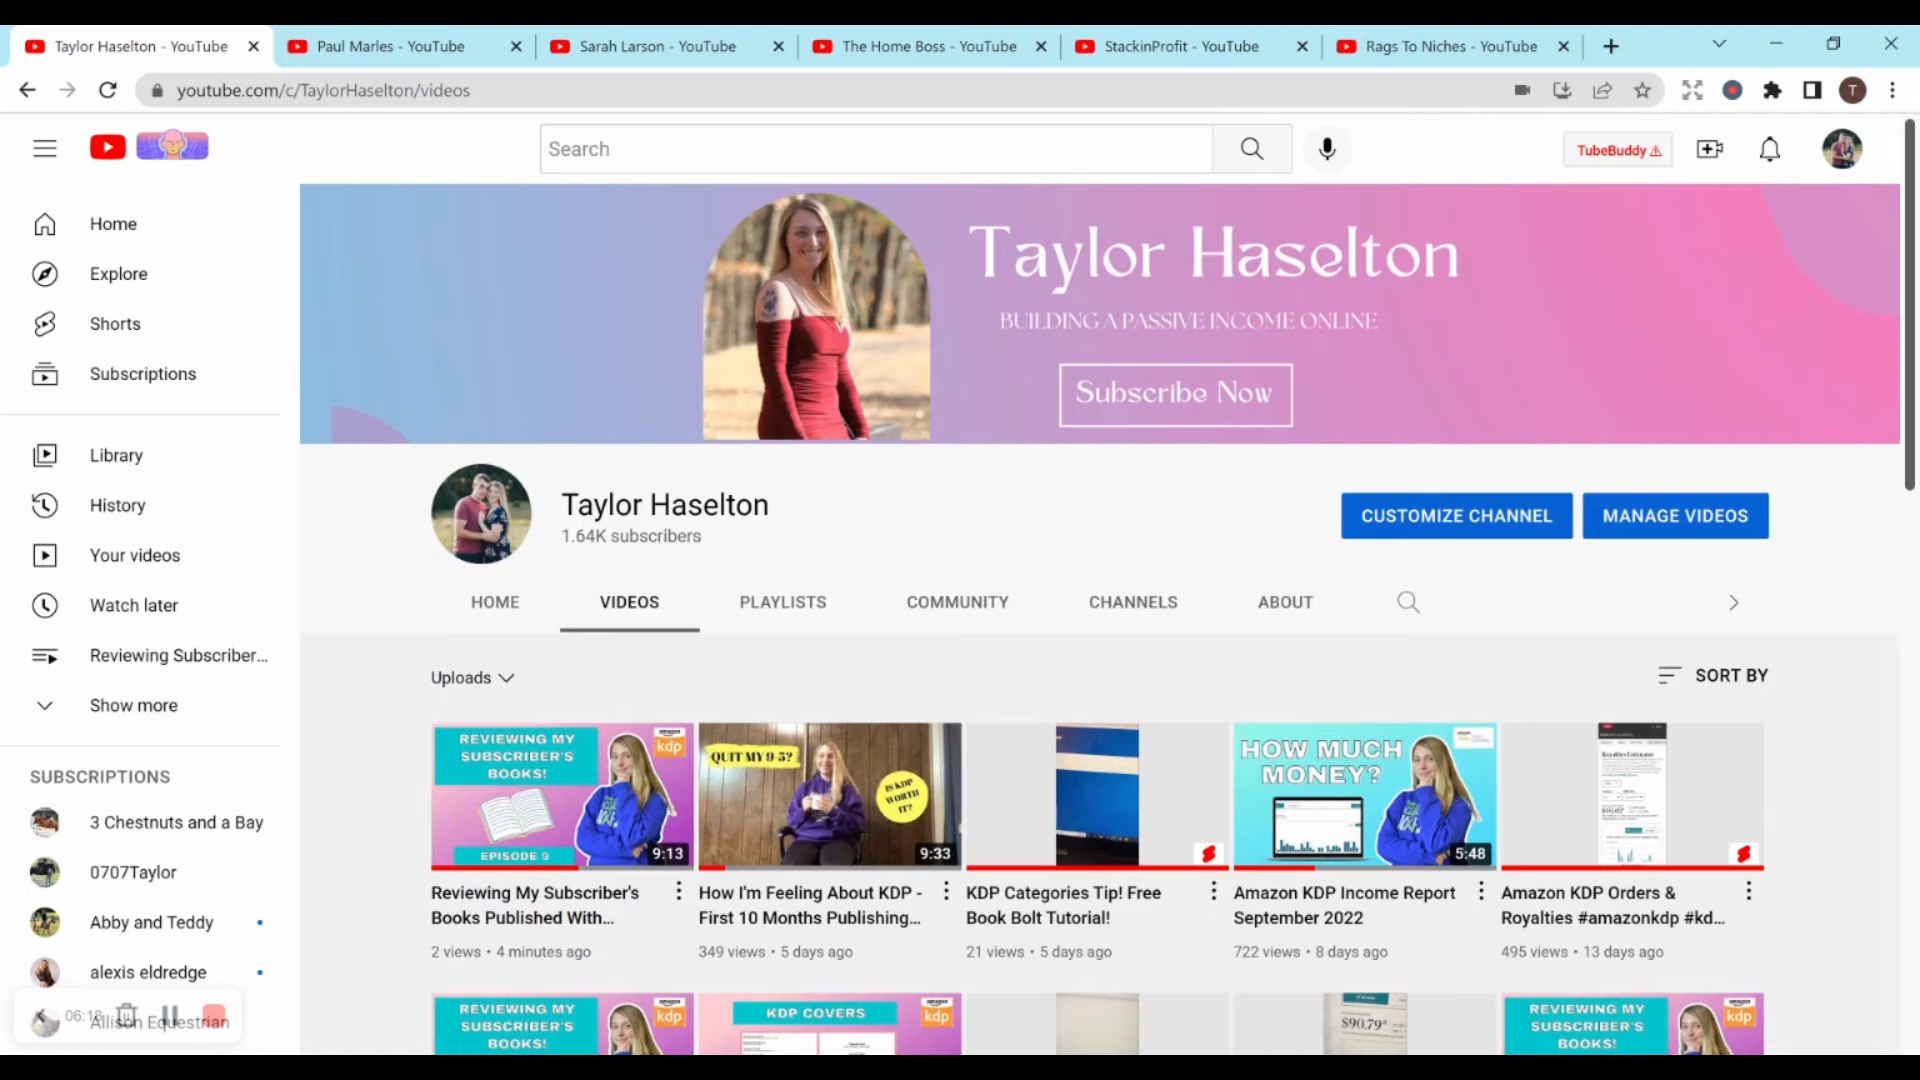 Taylor Haselton - YouTube
Paul Marles - YouTube
Sarah Larson - YouTube
The Home Boss - YouTube
StackinProfit - YouTube
Rags To Niches - YouTube
youtube.com/c/TaylorHaselton/videos
T
Search
TubeBuddy
Home
Explore
Shorts
Subscriptions
Library
History
Your videos
Watch later
Reviewing Subscriber...
Show more
SUBSCRIPTIONS
3 Chestnuts and a Bay
0707Taylor
Abby and Teddy
alexis eldredge
Allison Equestrian
06:18
Taylor Haselton
BUILDING A PASSIVE INCOME ONLINE
Subscribe Now
Taylor Haselton
1.64K subscribers
CUSTOMIZE CHANNEL
MANAGE VIDEOS
HOME
VIDEOS
PLAYLISTS
COMMUNITY
CHANNELS
ABOUT
Uploads
SORT BY
REVIEWING MY
SUBSCRIBER'S
BOOKS!
kdp
EPISODE 9
9:13
Reviewing My Subscriber's
Books Published With...
2 views • 4 minutes ago
QUIT MY 9-5?
IS KDP
WORTH
IT?
9:33
How I'm Feeling About KDP -
First 10 Months Publishing...
349 views • 5 days ago
KDP Categories Tip! Free
Book Bolt Tutorial!
21 views • 5 days ago
HOW MUCH
MONEY?
5:48
Amazon KDP Income Report
September 2022
722 views • 8 days ago
Royalties Estimator
Amazon KDP Orders &
Royalties #amazonkdp #kd...
495 views • 13 days ago
REVIEWING MY
SUBSCRIBER'S
BOOKS!
kdp
KDP COVERS
kdp
$90.79
REVIEWING MY
SUBSCRIBER'S
BOOKS!
kdp